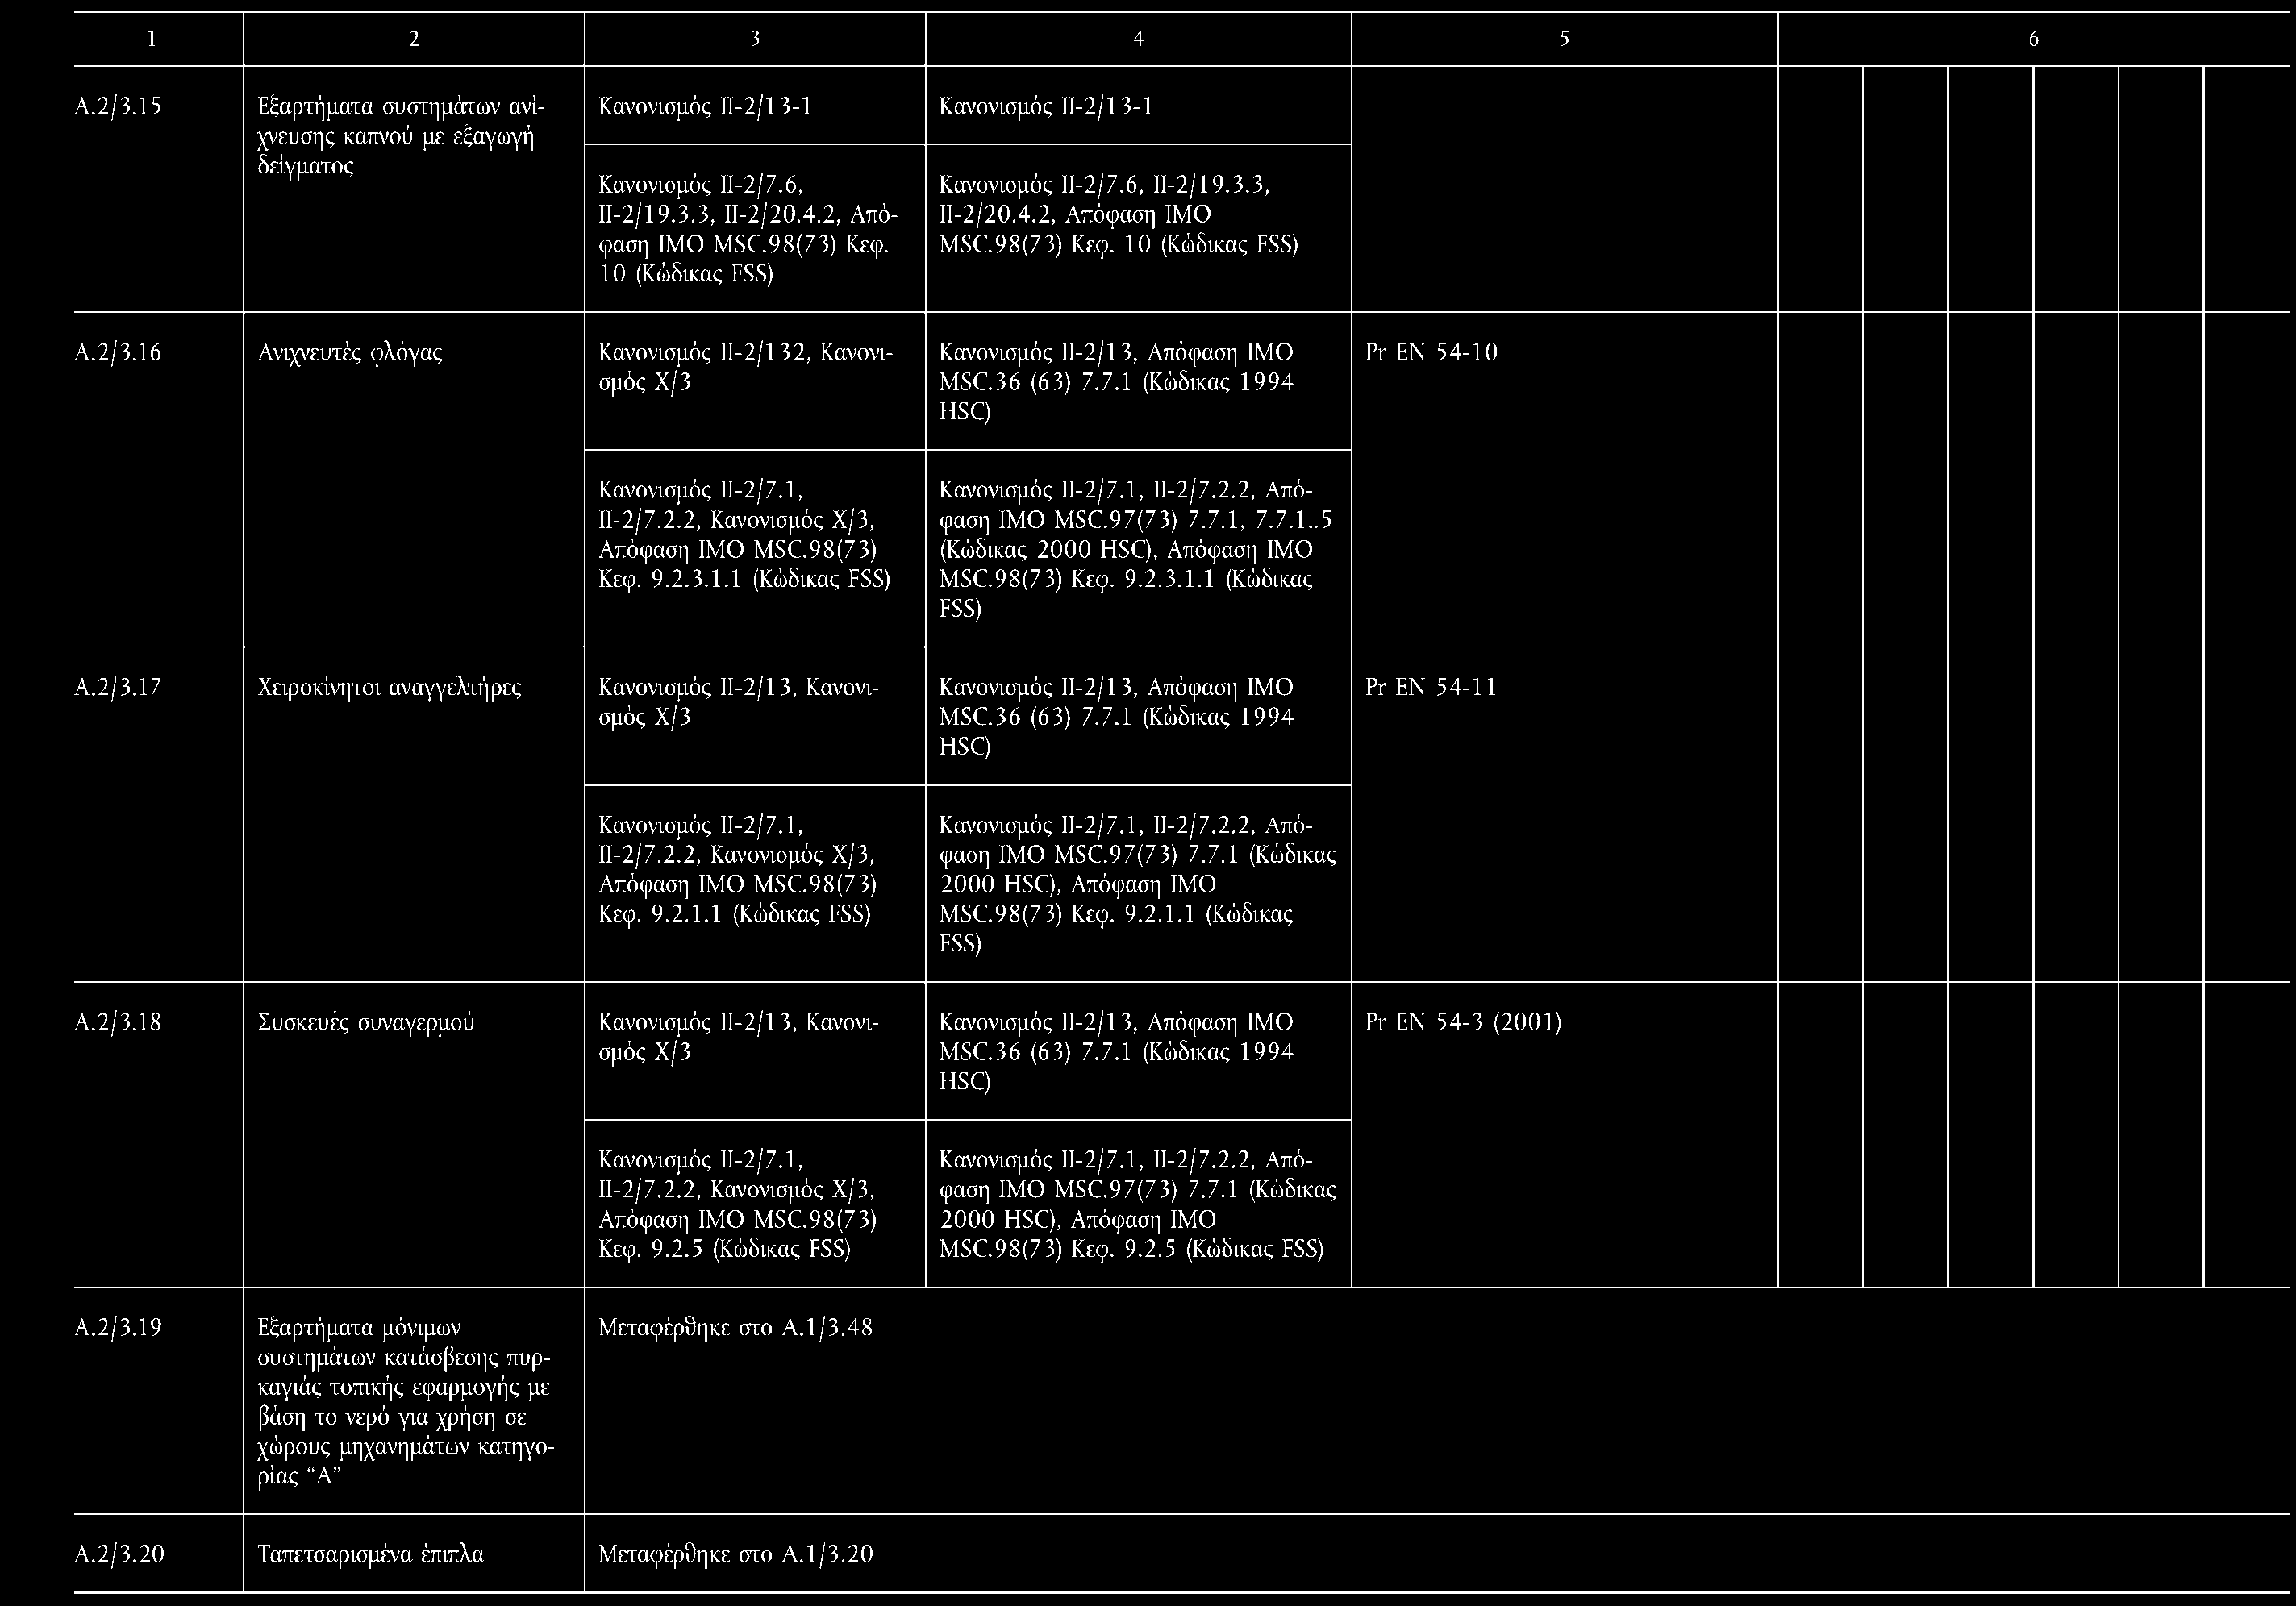 1 2 3 4 5 6
A.2/3.15
Εξαρτήματα συστημάτων ανί-
χνευσης καπνού με εξαγωγή
δείγματος
Κανονισμός II-2/13-1
Κανονισμός II-2/13-1
Κανονισμός II-2/7.6,
II-2/19.3.3, II-2/20.4.2, Από-
φαση IMO MSC.98(73) Κεφ.
10 (Κώδικας FSS)
Κανονισμός II-2/7.6, II-2/19.3.3,
II-2/20.4.2, Απόφαση IMO
MSC.98(73) Κεφ. 10 (Κώδικας FSS)
A.2/3.16
Ανιχνευτές φλόγας
Κανονισμός II-2/132, Κανονι-
σμός X/3
Κανονισμός II-2/13, Απόφαση IMO
MSC.36 (63) 7.7.1 (Κώδικας 1994
HSC)
Pr EN 54-10
Κανονισμός II-2/7.1,
II-2/7.2.2, Κανονισμός X/3,
Απόφαση IMO MSC.98(73)
Κεφ. 9.2.3.1.1 (Κώδικας FSS)
Κανονισμός II-2/7.1, II-2/7.2.2, Από-
φαση IMO MSC.97(73) 7.7.1, 7.7.1..5
(Κώδικας 2000 HSC), Απόφαση IMO
MSC.98(73) Κεφ. 9.2.3.1.1 (Κώδικας
FSS)
A.2/3.17
Χειροκίνητοι αναγγελτήρες
Κανονισμός II-2/13, Κανονι-
σμός X/3
Κανονισμός II-2/13, Απόφαση IMO
MSC.36 (63) 7.7.1 (Κώδικας 1994
HSC)
Pr EN 54-11
Κανονισμός II-2/7.1,
II-2/7.2.2, Κανονισμός X/3,
Απόφαση IMO MSC.98(73)
Κεφ. 9.2.1.1 (Κώδικας FSS)
Κανονισμός II-2/7.1, II-2/7.2.2, Από-
φαση IMO MSC.97(73) 7.7.1 (Κώδικας
2000 HSC), Απόφαση IMO
MSC.98(73) Κεφ. 9.2.1.1 (Κώδικας
FSS)
A.2/3.18
Συσκευές συναγερμού
Κανονισμός II-2/13, Κανονι-
σμός X/3
Κανονισμός II-2/13, Απόφαση IMO
MSC.36 (63) 7.7.1 (Κώδικας 1994
HSC)
Pr EN 54-3 (2001)
Κανονισμός II-2/7.1,
II-2/7.2.2, Κανονισμός X/3,
Απόφαση IMO MSC.98(73)
Κεφ. 9.2.5 (Κώδικας FSS)
Κανονισμός II-2/7.1, II-2/7.2.2, Από-
φαση IMO MSC.97(73) 7.7.1 (Κώδικας
2000 HSC), Απόφαση IMO
MSC.98(73) Κεφ. 9.2.5 (Κώδικας FSS)
A.2/3.19
Εξαρτήματα μόνιμων
συστημάτων κατάσβεσης πυρ-
καγιάς τοπικής εφαρμογής με
βάση το νερό για χρήση σε
χώρους μηχανημάτων κατηγο-
ρίας “A”
Μεταφέρθηκε στο A.1/3.48
A.2/3.20
Ταπετσαρισμένα έπιπλα
Μεταφέρθηκε στο A.1/3.20